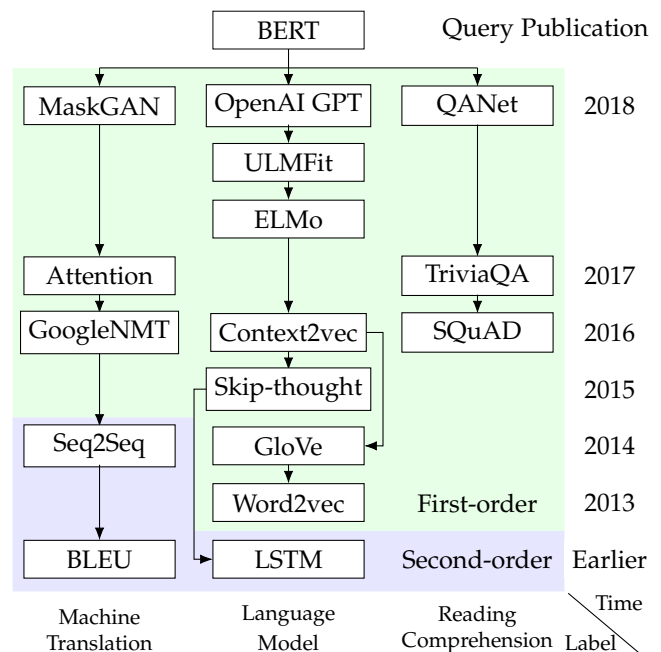 BERT Query Publication
MaskGAN OpenAI GPT QANet 2018
ULMFit
ELMo
Attention TriviaQA 2017
GoogleNMT Context2vec SQuAD 2016
Skip-thought 2015
Seq2Seq GloVe 2014
Word2vec First-order 2013
BLEU LSTM Second-order Earlier
Machine Language Reading Time
Translation Model Comprehension Label